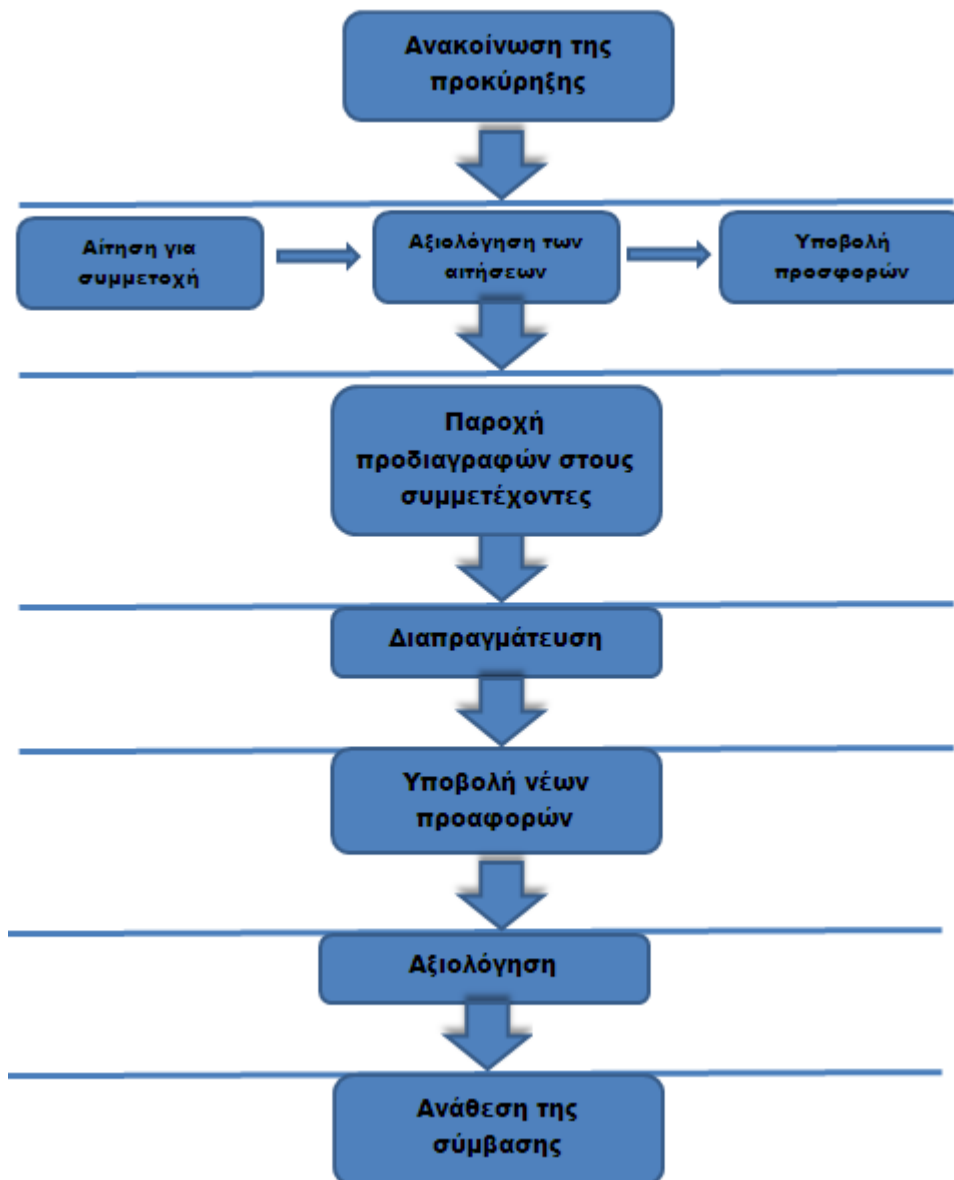 Ανακοίνωση της
προκύρηξης
Αίτηση για
συμμετοχή
Αξιολόγηση των
αιτήσεων
Υποβολή
προσφορών
Παροχή
προδιαγραφών στους
συμμετέχοντες
Διαπραγμάτευση
Υποβολή νέων
προαφορών
Αξιολόγηση
Ανάθεση της
σύμβασης